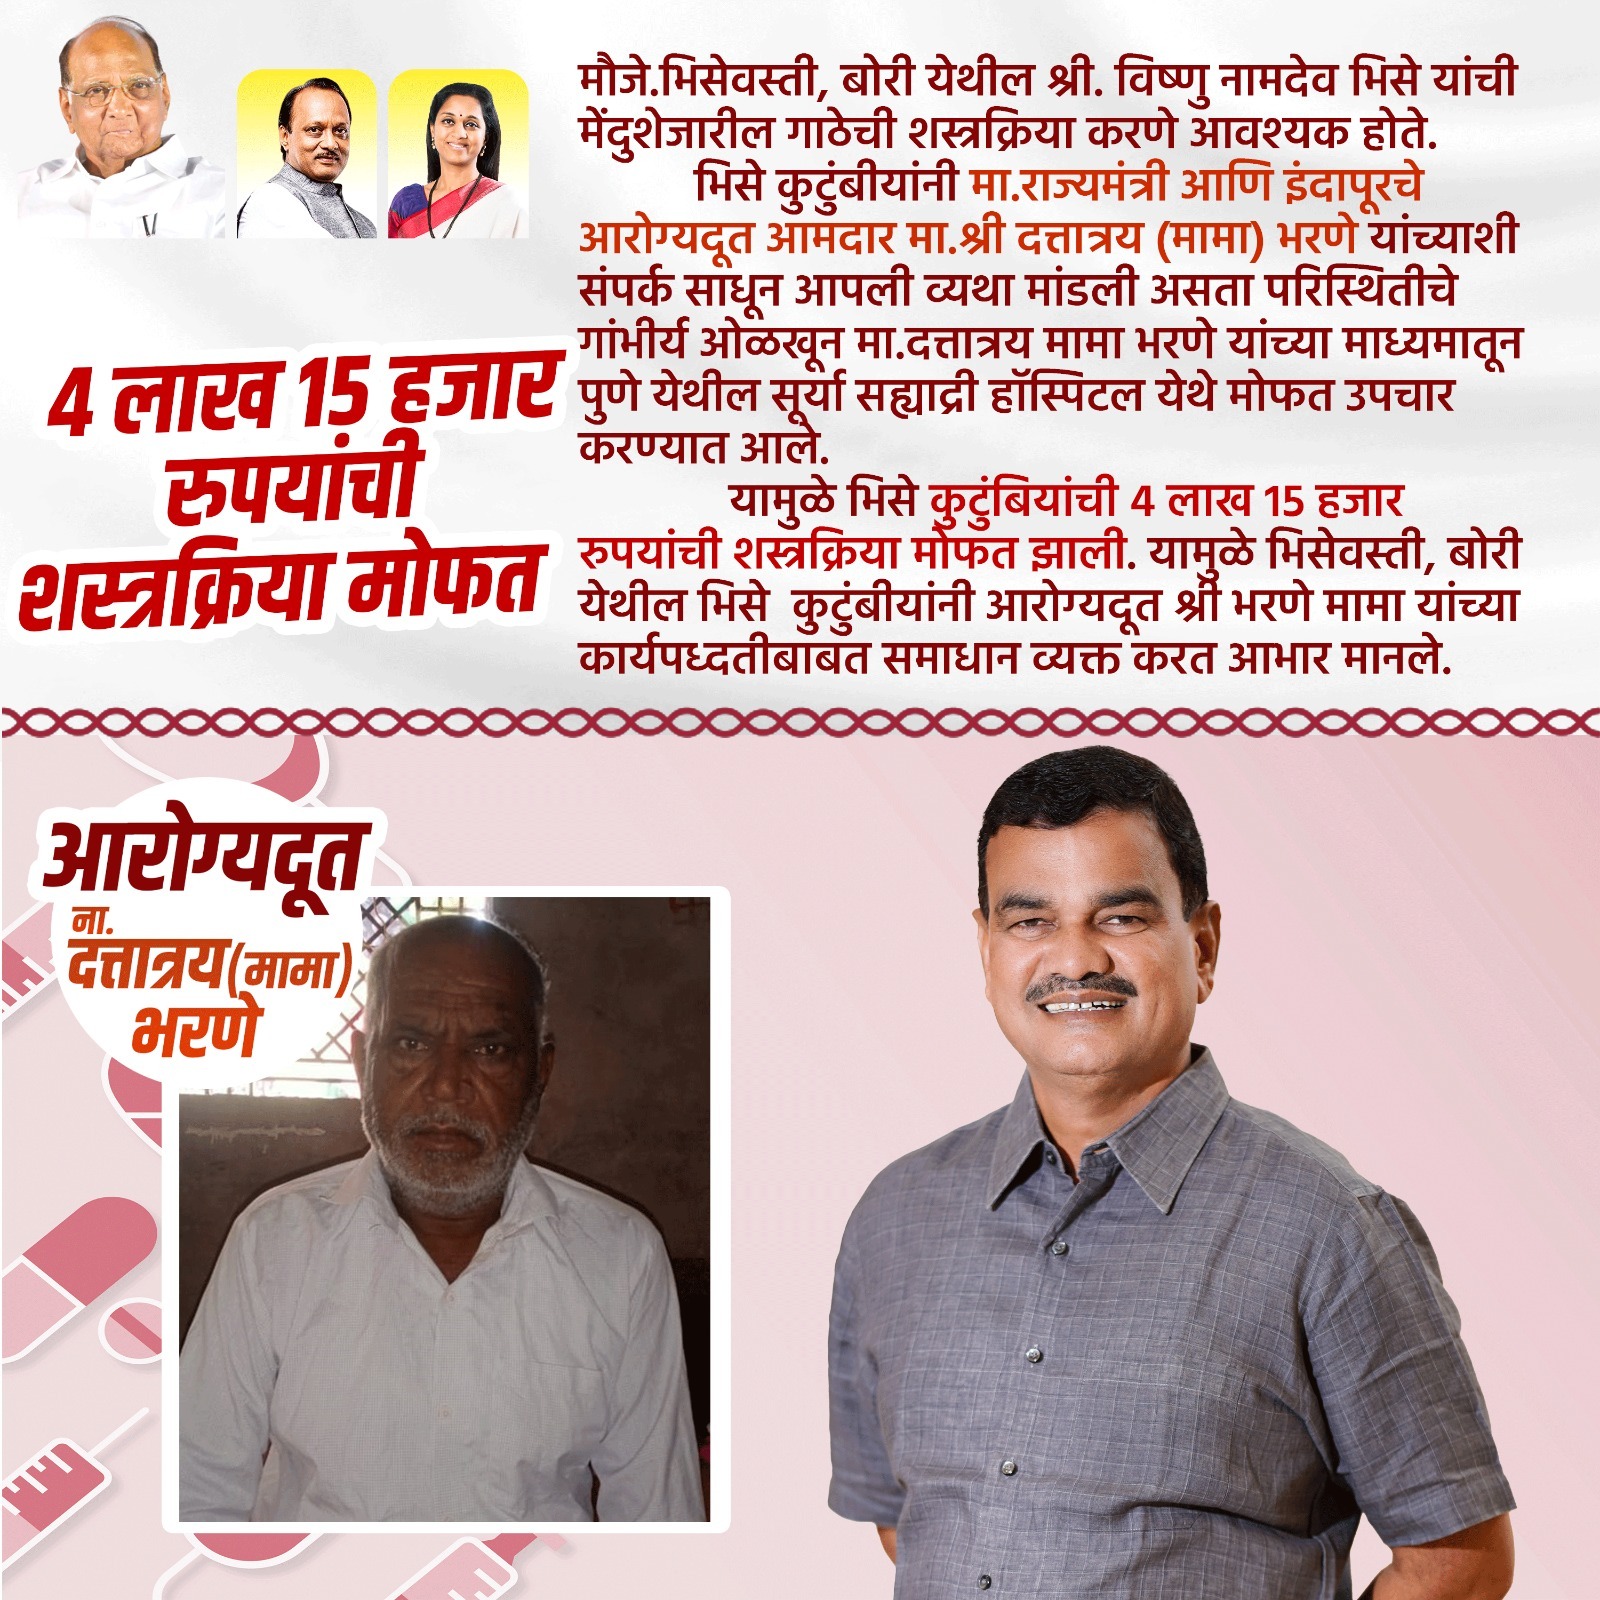 मौजे.भिसेवस्ती, बोरी येथील श्री. विष्णु नामदेव भिसे यांची
मेंदुशेजारील गाठेची शस्त्रक्रिया करणे आवश्यक होते.
भिसे कुटुंबीयांनी मा.राज्यमंत्री आणि इंदापूरचे
आरोग्यदूत आमदार मा.श्री दत्तात्रय (मामा) भरणे यांच्याशी
संपर्क साधून आपली व्यथा मांडली असता परिस्थितीचे
गांभीर्य ओळखून मा.दत्तात्रय मामा भरणे यांच्या माध्यमातून
पुणे येथील सूर्या सह्याद्री हॉस्पिटल येथे मोफत उपचार
करण्यात आले.
यामुळे भिसे कुटुंबियांची 4 लाख 15 हजार
रुपयांची शस्त्रक्रिया मोफत झाली. यामुळे भिसेवस्ती, बोरी
येथील भिसे कुटुंबीयांनी आरोग्यदूत श्री भरणे मामा यांच्या
कार्यपध्दतीबाबत समाधान व्यक्त करत आभार मानले.
4 लाख 15 हजार
रुपयांची
शस्त्रक्रिया मोफत
आरोग्यदूत
ना.
दत्तात्रय(मामा)
भरणे